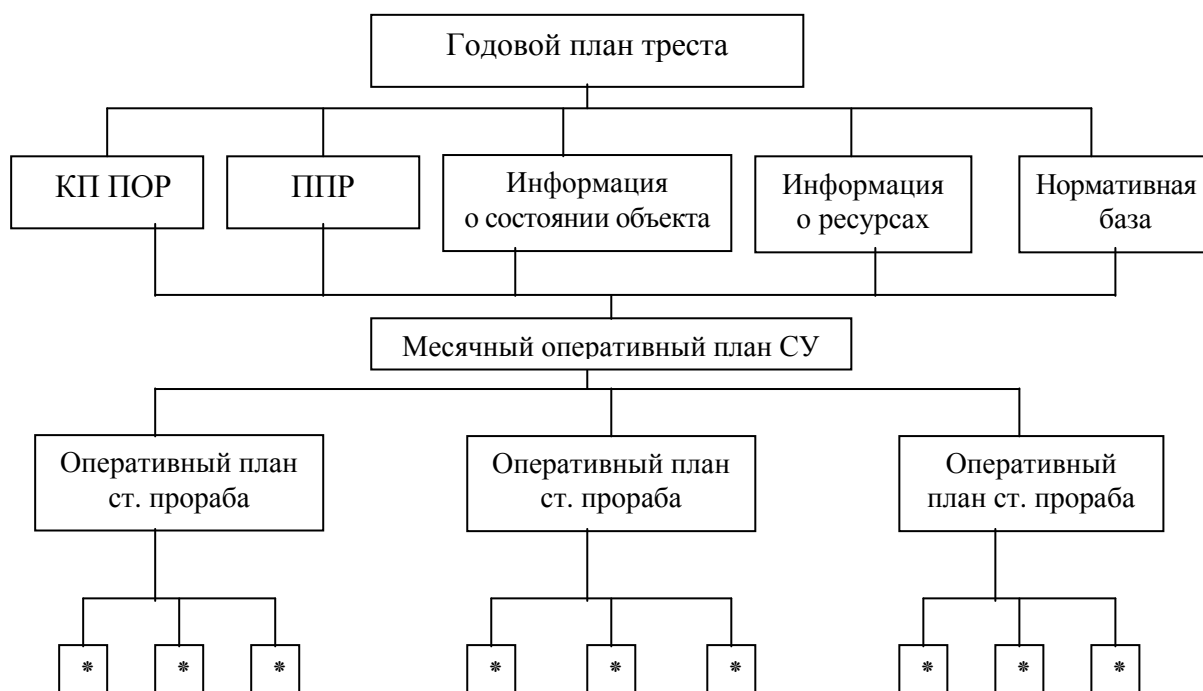 Годовой план треста
КП ПОР
ППР
Информация
о состоянии объекта
Информация
о ресурсах
Нормативная
база
Месячный оперативный план СУ
Оперативный план
ст. прораба
Оперативный план
ст. прораба
Оперативный
план ст. прораба
* * * * * * * * *